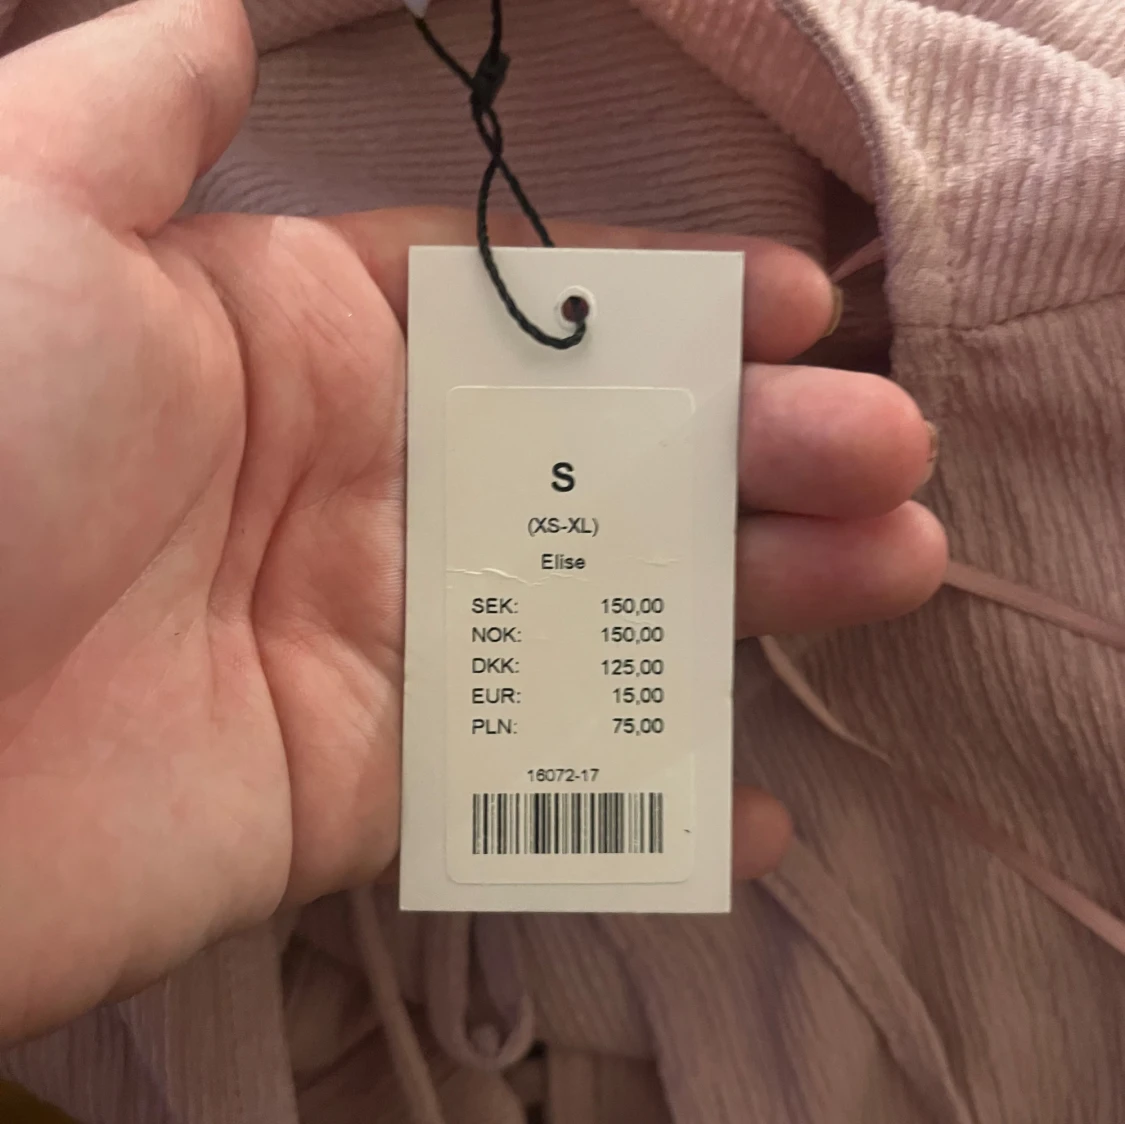 S
(XS-XL)
Elise
SEK: 150,00
NOK: 150,00
DKK: 125,00
EUR: 15,00
PLN: 75,00
16072-17